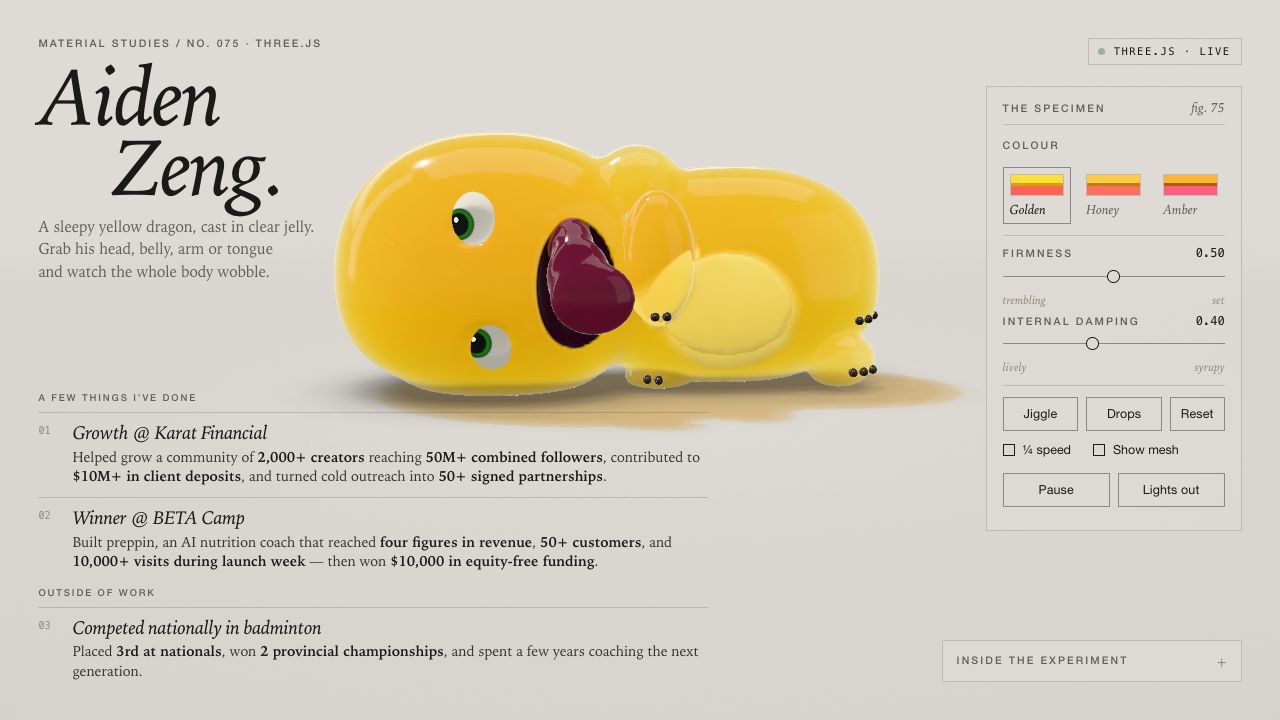 MATERIAL STUDIES / NO. 075 · THREE.JS
Aiden
Zeng.
A sleepy yellow dragon, cast in clear jelly.
Grab his head, belly, arm or tongue
and watch the whole body wobble.
A FEW THINGS I'VE DONE
01
Growth @ Karat Financial
Helped grow a community of 2,000+ creators reaching 50M+ combined followers, contributed to
$10M+ in client deposits, and turned cold outreach into 50+ signed partnerships.
02
Winner @ BETA Camp
Built preppin, an AI nutrition coach that reached four figures in revenue, 50+ customers, and
10,000+ visits during launch week — then won $10,000 in equity-free funding.
OUTSIDE OF WORK
03
Competed nationally in badminton
Placed 3rd at nationals, won 2 provincial championships, and spent a few years coaching the next
generation.
THREE.JS · LIVE
THE SPECIMEN fig. 75
COLOUR
Golden Honey Amber
FIRMNESS 0.50
trembling set
INTERNAL DAMPING 0.40
lively syrupy
Jiggle Drops Reset
¼ speed Show mesh
Pause Lights out
INSIDE THE EXPERIMENT +